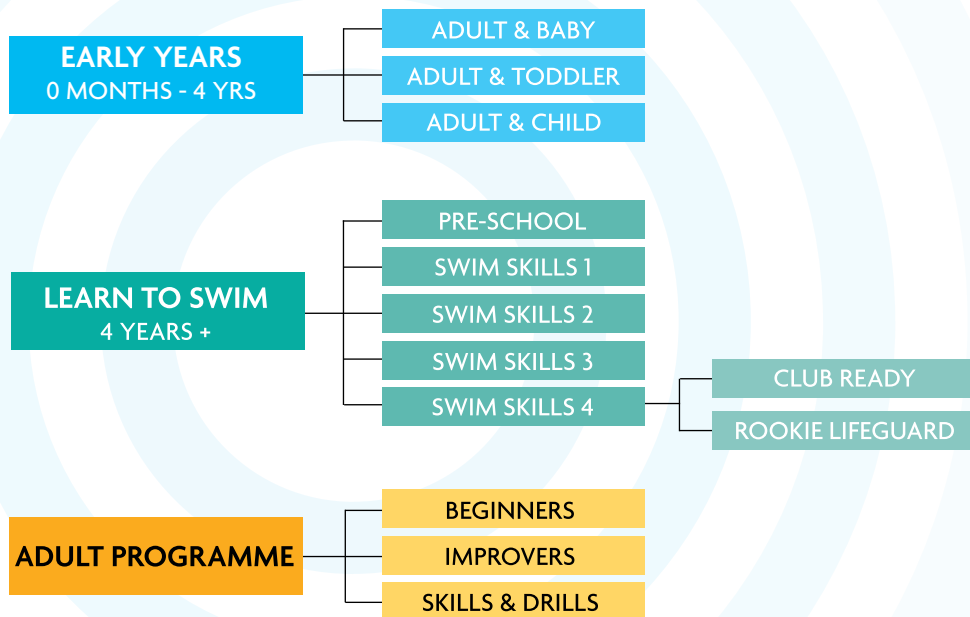 EARLY YEARS
0 MONTHS - 4 YRS
ADULT & BABY
ADULT & TODDLER
ADULT & CHILD
LEARN TO SWIM
4 YEARS +
PRE-SCHOOL
SWIM SKILLS 1
SWIM SKILLS 2
SWIM SKILLS 3
SWIM SKILLS 4
CLUB READY
ROOKIE LIFEGUARD
ADULT PROGRAMME
BEGINNERS
IMPROVERS
SKILLS & DRILLS